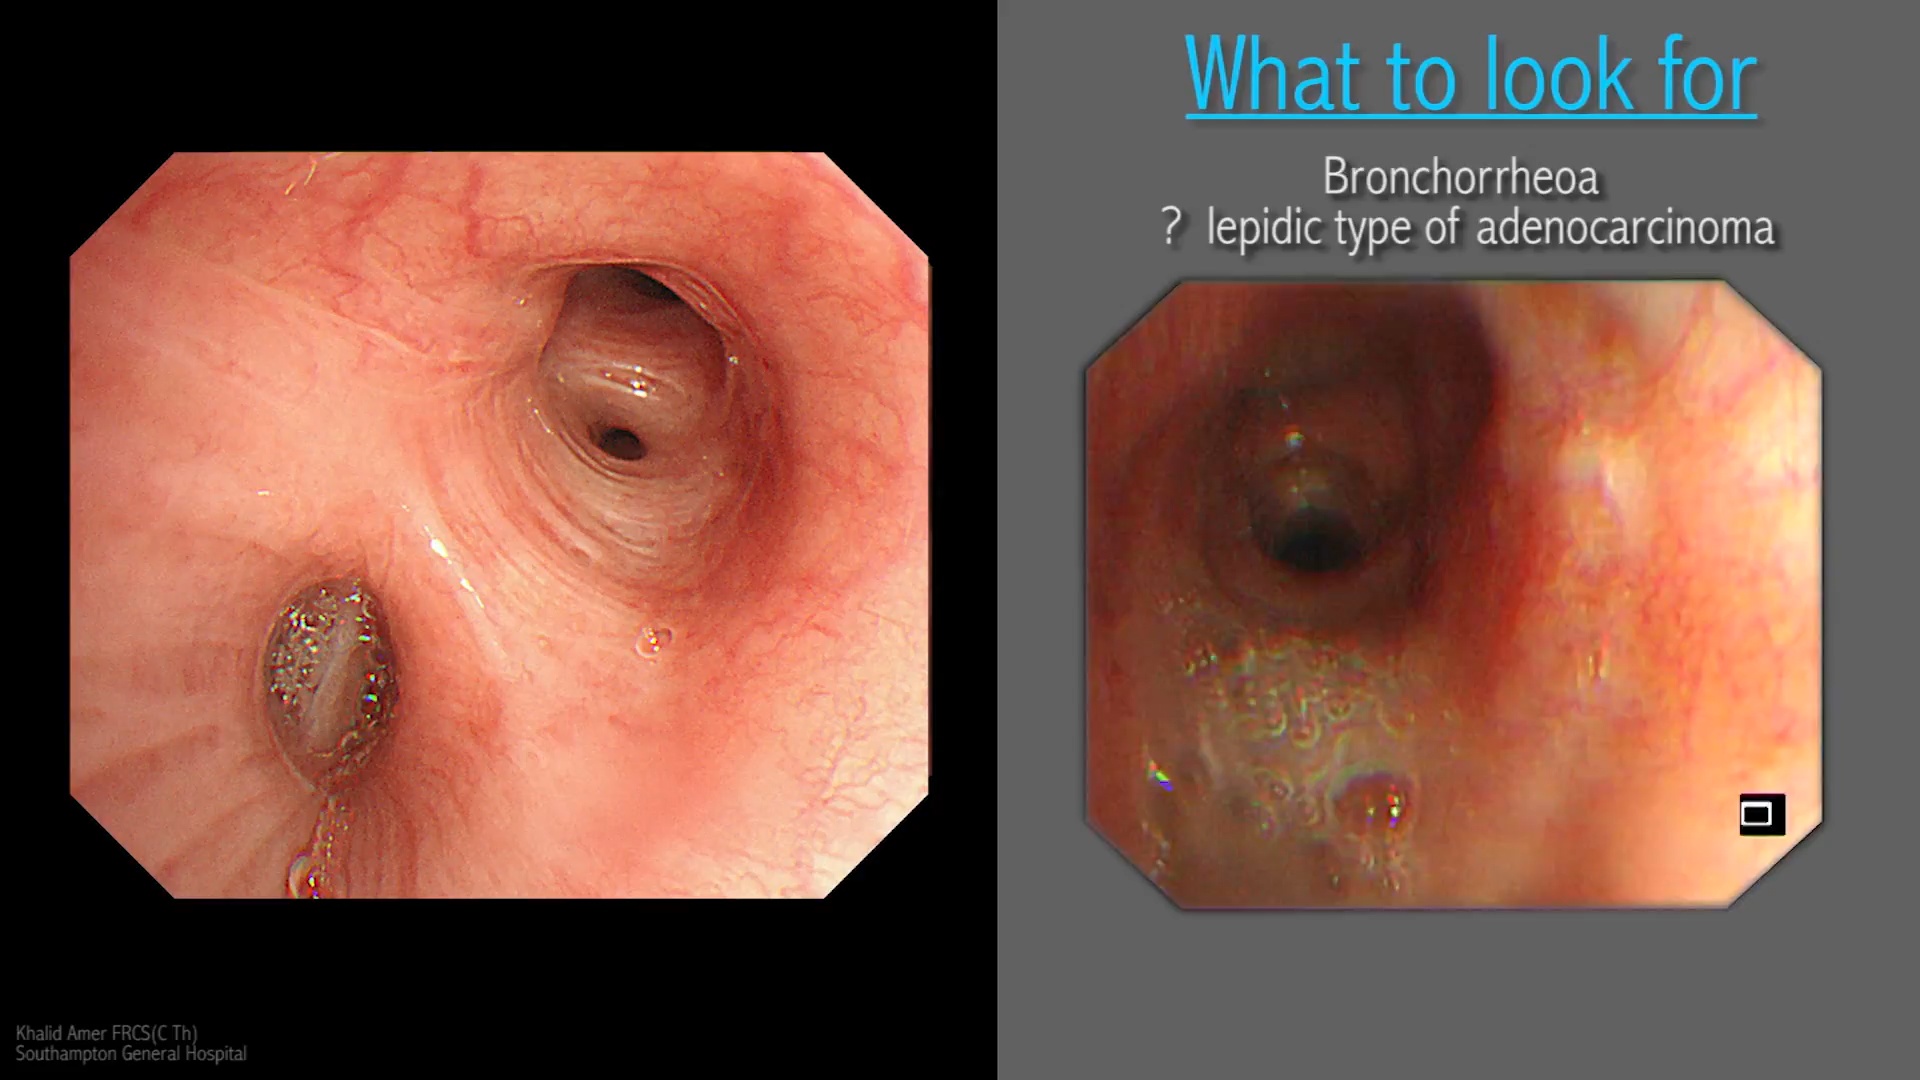 What to look for
Bronchorrheoa
? lepidic type of adenocarcinoma
Khalid Amer FRCS(C Th)
Southampton General Hospital